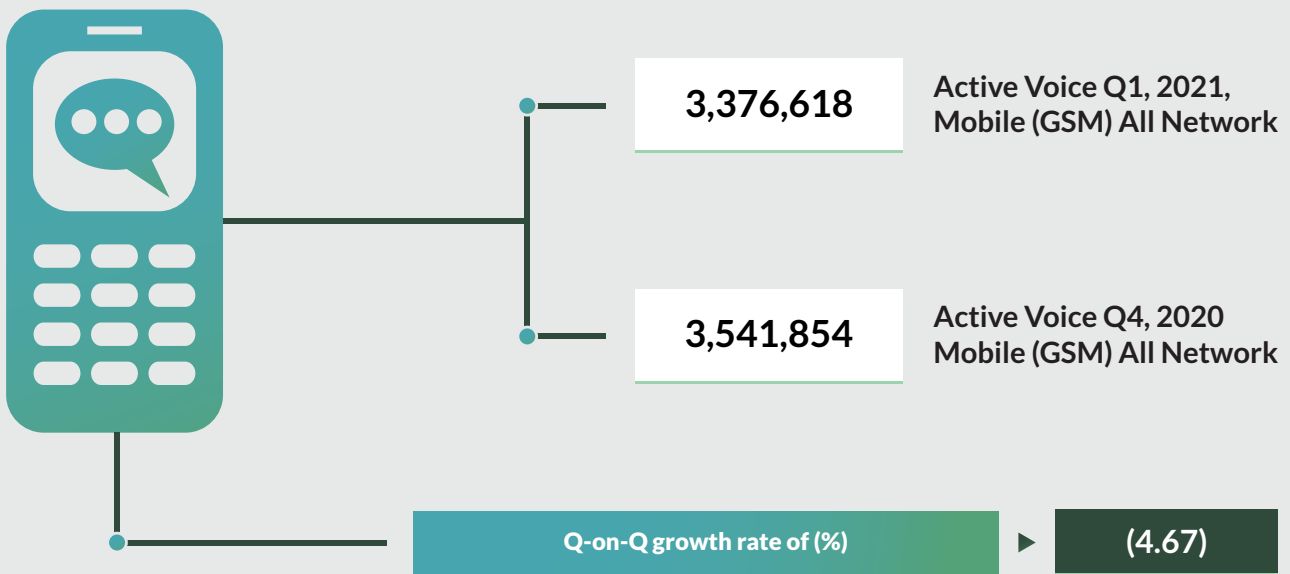 3,376,618
Active Voice Q1, 2021,
Mobile (GSM) All Network
3,541,854
Active Voice Q4, 2020
Mobile (GSM) All Network
Q-on-Q growth rate of (%)
(4.67)